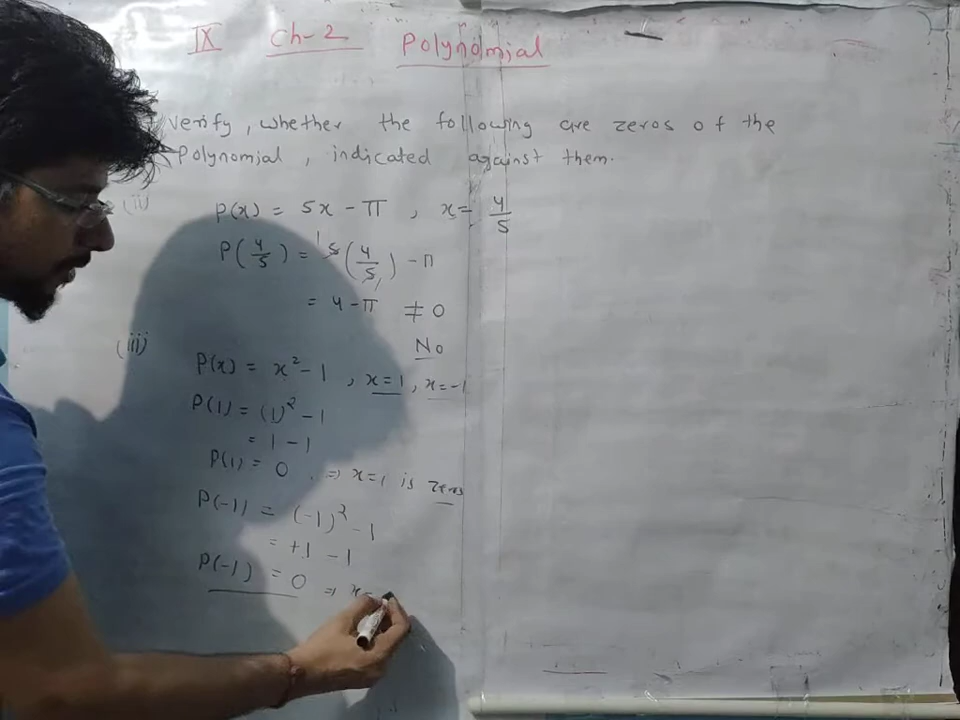 IX Ch-2 Polynomial
Verify, whether the following are zeros of the
Polynomial, indicated against them.
(ii) P(x) = 5x - π , x = 4/5
P(4/5) = 5(4/5) - π
= 4 - π ≠ 0
No
(iii) P(x) = x² - 1 , x = 1, x = -1
P(1) = (1)² - 1
= 1 - 1
P(1) = 0 . ⇒ x=1 is zeros
P(-1) = (-1)² - 1
= +1 - 1
P(-1) = 0 ⇒ x =